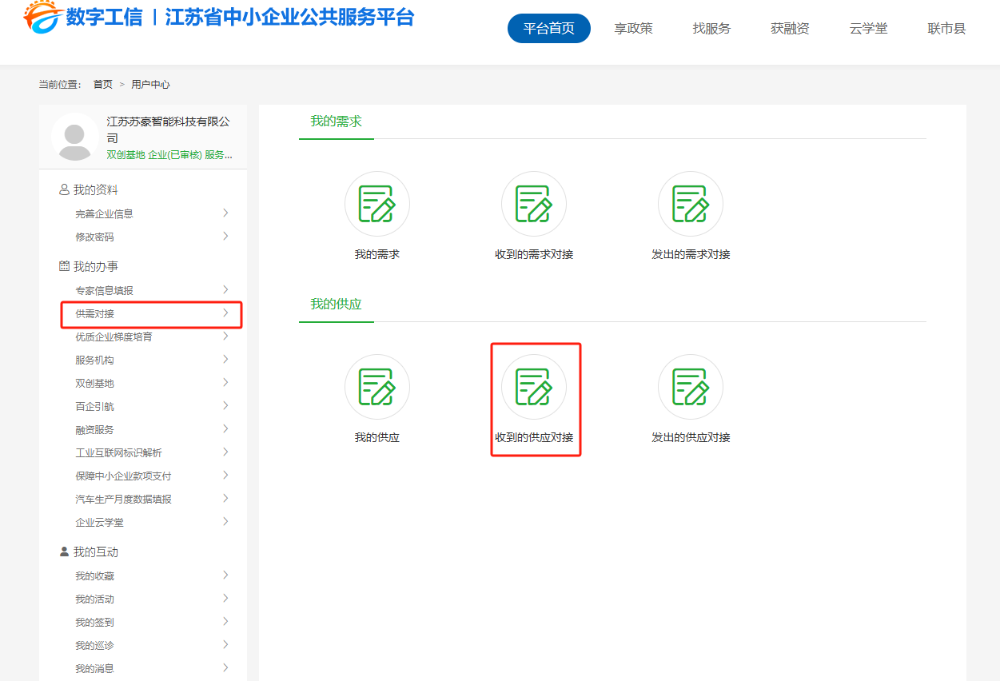 数字工信 | 江苏省中小企业公共服务平台
平台首页 享政策 找服务 获融资 云学堂 联市县
当前位置： 首页 > 用户中心
江苏苏豪智能科技有限公
司
双创基地 企业(已审核) 服务...
我的资料
完善企业信息
修改密码
我的办事
专家信息填报
供需对接
优质企业梯度培育
服务机构
双创基地
百企引航
融资服务
工业互联网标识解析
保障中小企业款项支付
汽车生产月度数据填报
企业云学堂
我的互动
我的收藏
我的活动
我的签到
我的巡诊
我的消息
我的需求
我的需求 收到的需求对接 发出的需求对接
我的供应
我的供应 收到的供应对接 发出的供应对接